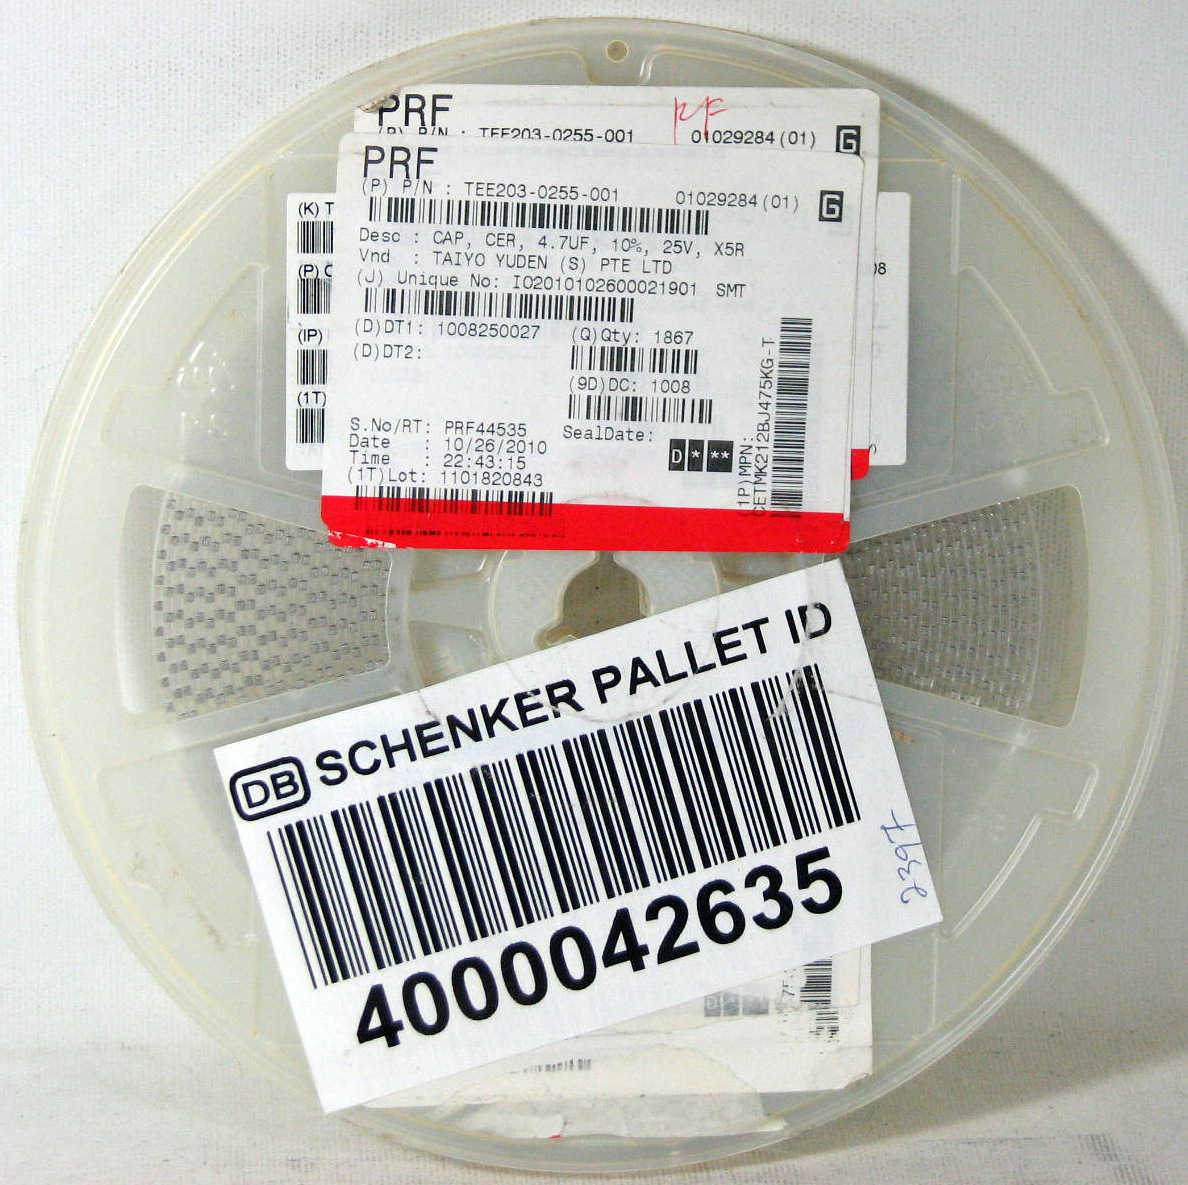 PRF
(P) P/N : TEE203-0255-001 01029284(01) G
PRF
(P) P/N : TEE203-0255-001 01029284(01) G
(K) T
Desc : CAP, CER, 4.7UF, 10%, 25V, X5R
Vnd : TAIYO YUDEN (S) PTE LTD
(P) C
08
(J) Unique No: IO2010102600021901 SMT
(D)DT1: 1008250027 (Q)Qty: 1867
(IP)
(D)DT2:
(9D)DC: 1008
(1T)
S.No/RT: PRF44535 SealDate:
Date : 10/26/2010
Time : 22:43:15
D * **
(1T)Lot: 1101820843
(1P)MPN:
CETMK212BJ475KG-T
DB SCHENKER PALLET ID
4000042635
2397